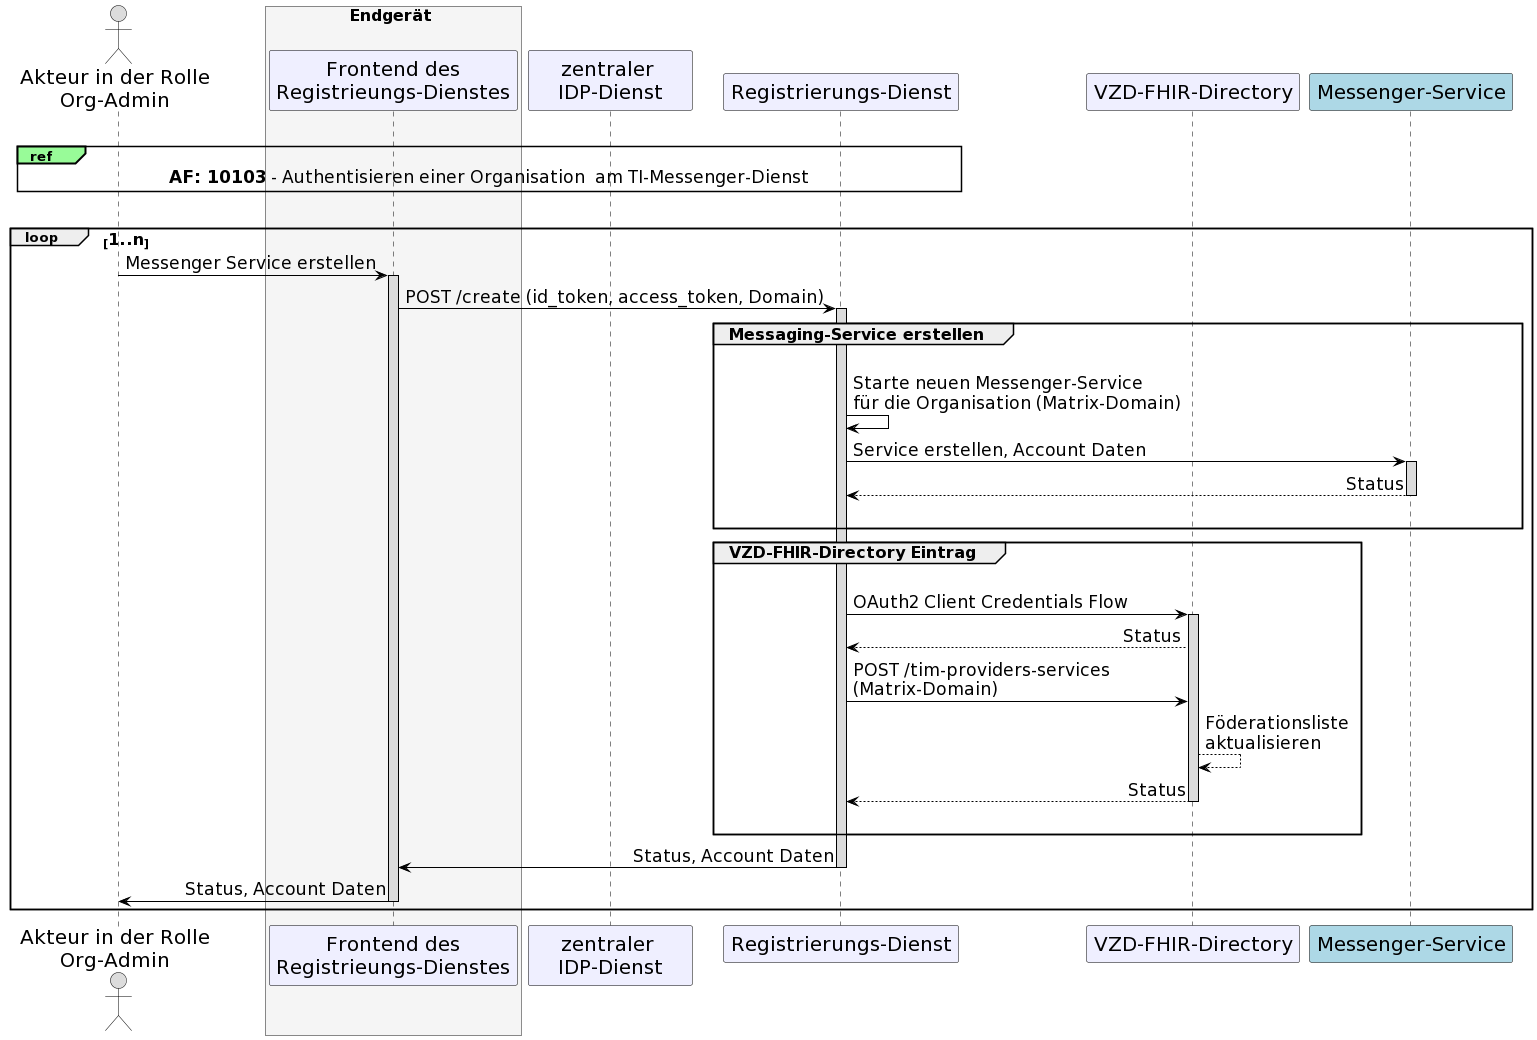 Endgerät
Akteur in der Rolle
Org-Admin
Frontend des
Registrieungs-Dienstes
zentraler
IDP-Dienst
Registrierungs-Dienst
VZD-FHIR-Directory
Messenger-Service
ref
AF: 10103 - Authentisieren einer Organisation  am TI-Messenger-Dienst
loop
[1..n]
Messenger Service erstellen
POST /create (id_token, access_token, Domain)
Messaging-Service erstellen
Starte neuen Messenger-Service
für die Organisation (Matrix-Domain)
Service erstellen, Account Daten
Status
VZD-FHIR-Directory Eintrag
OAuth2 Client Credentials Flow
Status
POST /tim-providers-services
(Matrix-Domain)
Föderationsliste
aktualisieren
Status
Status, Account Daten
Status, Account Daten
Akteur in der Rolle
Org-Admin
Frontend des
Registrieungs-Dienstes
zentraler
IDP-Dienst
Registrierungs-Dienst
VZD-FHIR-Directory
Messenger-Service